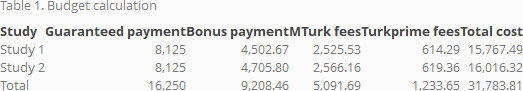 Table 1. Budget calculation
Study Guaranteed payment Bonus payment MTurk fees Turkprime fees Total cost
Study 1 8,125 4,502.67 2,525.53 614.29 15,767.49
Study 2 8,125 4,705.80 2,566.16 619.36 16,016.32
Total 16,250 9,208.46 5,091.69 1,233.65 31,783.81